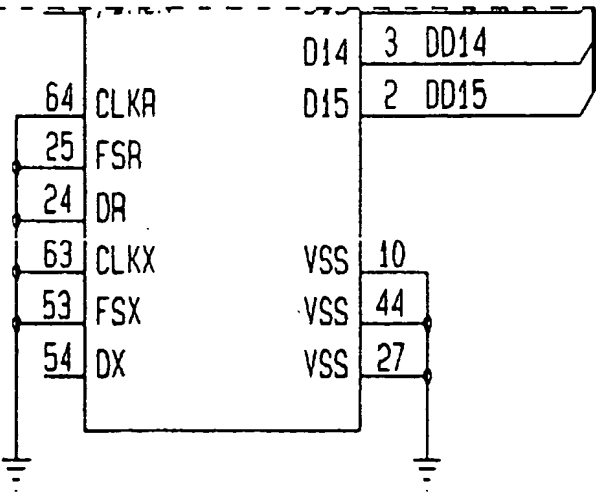 D14 3 DD14
64 CLKR D15 2 DD15
25 FSR
24 DR
63 CLKX VSS 10
53 FSX VSS 44
54 DX VSS 27